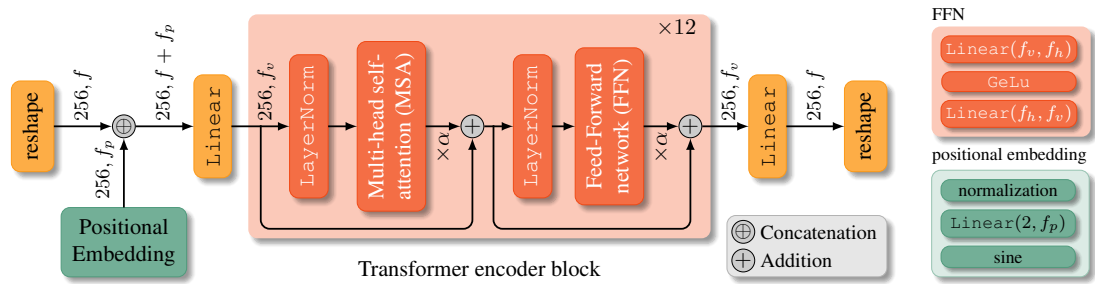 reshape
256, f
256, f_p
Positional
Embedding
256, f + f_p
Linear
256, f_v
×12
LayerNorm
Multi-head self-
attention (MSA)
×α
LayerNorm
Feed-Forward
network (FFN)
×α
256, f_v
Linear
256, f
reshape
Transformer encoder block
Concatenation
Addition
FFN
Linear(f_v, f_h)
GeLu
Linear(f_h, f_v)
positional embedding
normalization
Linear(2, f_p)
sine